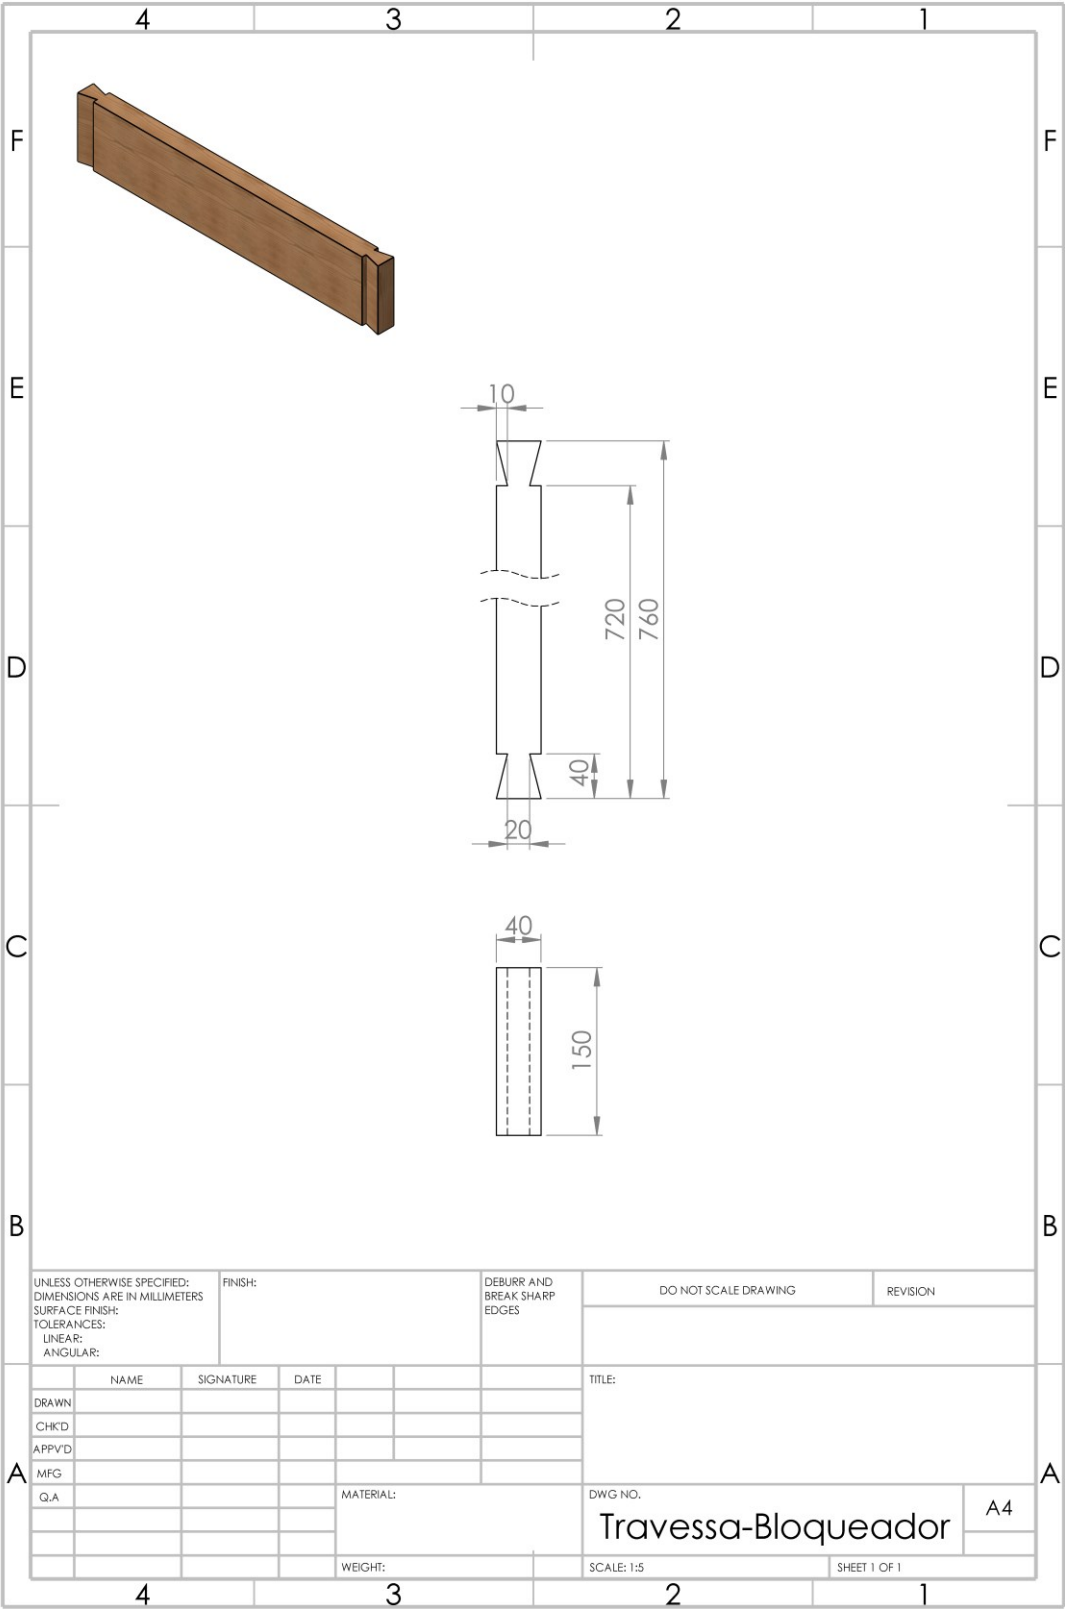 4 3 2 1
F F
E E
D D
C C
B B
A A
10
720
760
40
20
40
150
UNLESS OTHERWISE SPECIFIED:
DIMENSIONS ARE IN MILLIMETERS
SURFACE FINISH:
TOLERANCES:
LINEAR:
ANGULAR:
FINISH:
DEBURR AND
BREAK SHARP
EDGES
DO NOT SCALE DRAWING
REVISION
NAME SIGNATURE DATE
DRAWN
CHK'D
APPV'D
MFG
Q.A
TITLE:
MATERIAL:
DWG NO.
Travessa-Bloqueador
A4
WEIGHT:
SCALE: 1:5
SHEET 1 OF 1
4 3 2 1